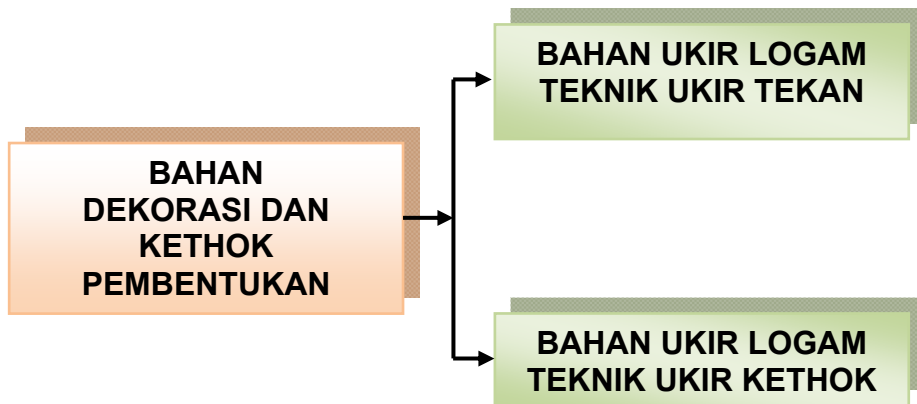 BAHAN UKIR LOGAM
TEKNIK UKIR TEKAN
BAHAN
DEKORASI DAN
KETHOK
PEMBENTUKAN
BAHAN UKIR LOGAM
TEKNIK UKIR KETHOK